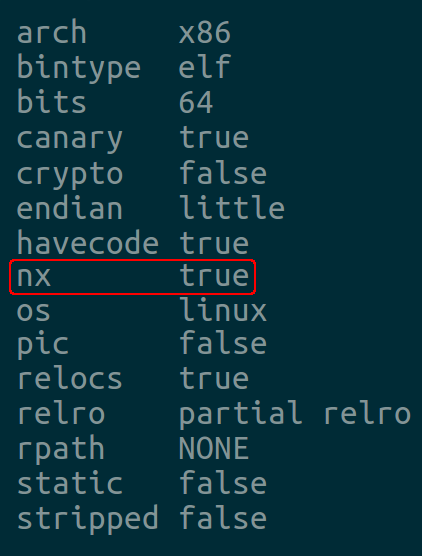 arch x86
bintype elf
bits 64
canary true
crypto false
endian little
havecode true
nx true
os linux
pic false
relocs true
relro partial relro
rpath NONE
static false
stripped false